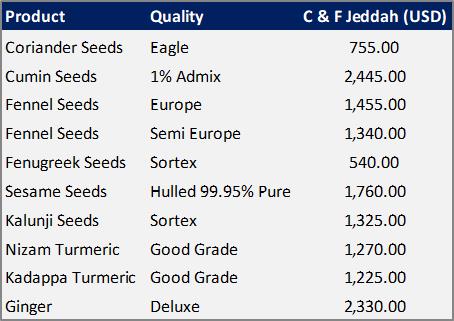 Product Quality C & F Jeddah (USD)
Coriander Seeds Eagle 755.00
Cumin Seeds 1% Admix 2,445.00
Fennel Seeds Europe 1,455.00
Fennel Seeds Semi Europe 1,340.00
Fenugreek Seeds Sortex 540.00
Sesame Seeds Hulled 99.95% Pure 1,760.00
Kalunji Seeds Sortex 1,325.00
Nizam Turmeric Good Grade 1,270.00
Kadappa Turmeric Good Grade 1,225.00
Ginger Deluxe 2,330.00